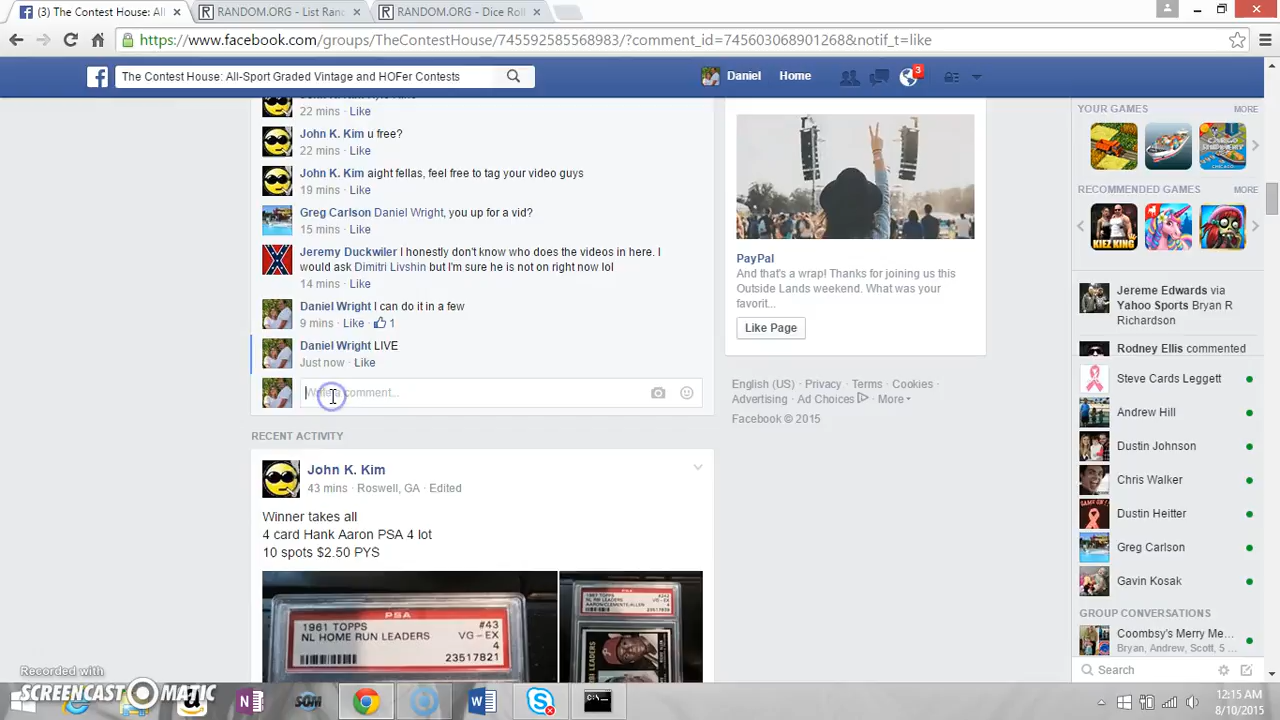 (3) The Contest House: All ×
RANDOM.ORG - List Rand ×
RANDOM.ORG - Dice Roll ×
https://www.facebook.com/groups/TheContestHouse/745592585568983/?comment_id=745603068901268&notif_t=like
The Contest House: All-Sport Graded Vintage and HOFer Contests
Daniel Home 3
22 mins · Like
John K. Kim u free?
22 mins · Like
John K. Kim aight fellas, feel free to tag your video guys
19 mins · Like
Greg Carlson Daniel Wright, you up for a vid?
15 mins · Like
Jeremy Duckwiler I honestly don't know who does the videos in here. I
would ask Dimitri Livshin but I'm sure he is not on right now lol
14 mins · Like
Daniel Wright I can do it in a few
9 mins · Like · 1
Daniel Wright LIVE
Just now · Like
Write a comment...
RECENT ACTIVITY
John K. Kim
43 mins · Roswell, GA · Edited
Winner takes all
4 card Hank Aaron PSA 4 lot
10 spots $2.50 PYS
PSA
1961 TOPPS #43
NL HOME RUN LEADERS VG-EX
4
23517821
PayPal
And that's a wrap! Thanks for joining us this
Outside Lands weekend. What was your
favorit...
Like Page
English (US) · Privacy · Terms · Cookies ·
Advertising · Ad Choices · More
Facebook © 2015
YOUR GAMES MORE
RECOMMENDED GAMES MORE
Jereme Edwards via
Yahoo Sports Bryan R
Richardson
Rodney Ellis commented
Steve Cards Leggett
Andrew Hill
Dustin Johnson
Chris Walker
Dustin Heitter
Greg Carlson
Gavin Kosak
GROUP CONVERSATIONS
Coombsy's Merry Me...
Bryan, Andrew, Scott, 5 ...
Search
Recorded with
SCREENCAST-O-MATIC
12:15 AM
8/10/2015